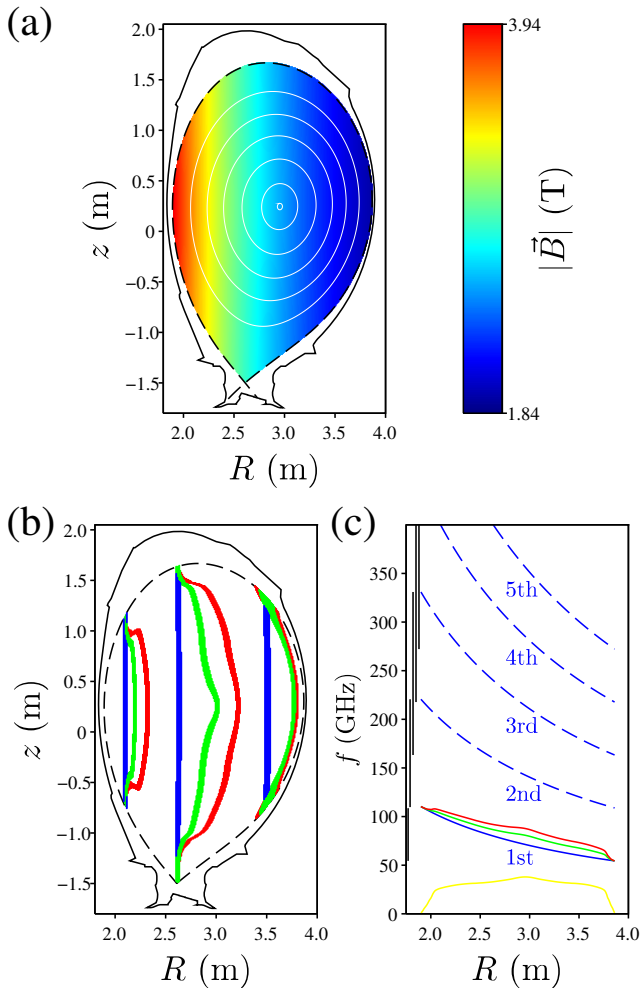 (a)
2.0
1.5
1.0
0.5
0
−0.5
−1.0
−1.5
z (m)
2.0 2.5 3.0 3.5 4.0
R (m)
3.94
1.84
|B⃗| (T)
(b)
2.0
1.5
1.0
0.5
0
−0.5
−1.0
−1.5
z (m)
2.0 2.5 3.0 3.5 4.0
R (m)
(c)
350
300
250
200
150
100
50
0
f (GHz)
5th
4th
3rd
2nd
1st
2.0 2.5 3.0 3.5 4.0
R (m)